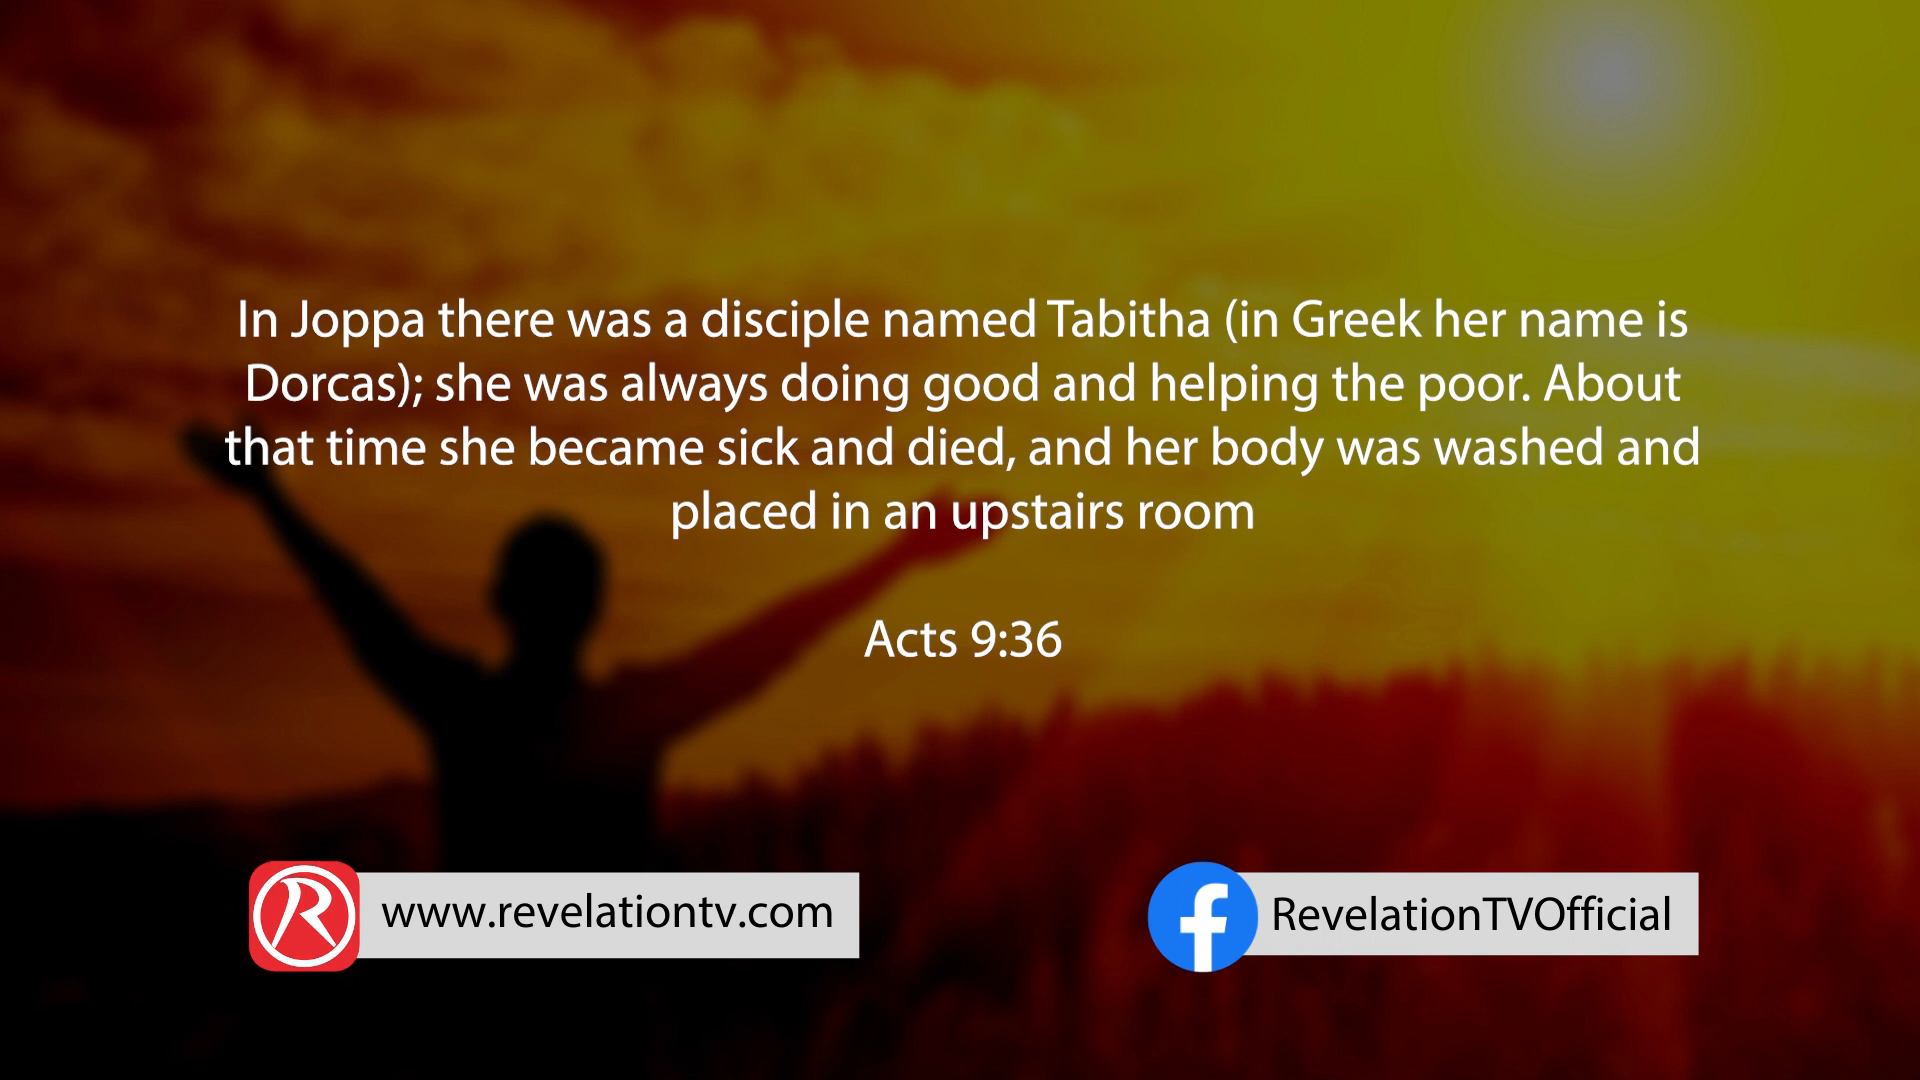 In Joppa there was a disciple named Tabitha (in Greek her name is
Dorcas); she was always doing good and helping the poor. About
that time she became sick and died, and her body was washed and
placed in an upstairs room
Acts 9:36
www.revelationtv.com
RevelationTVOfficial